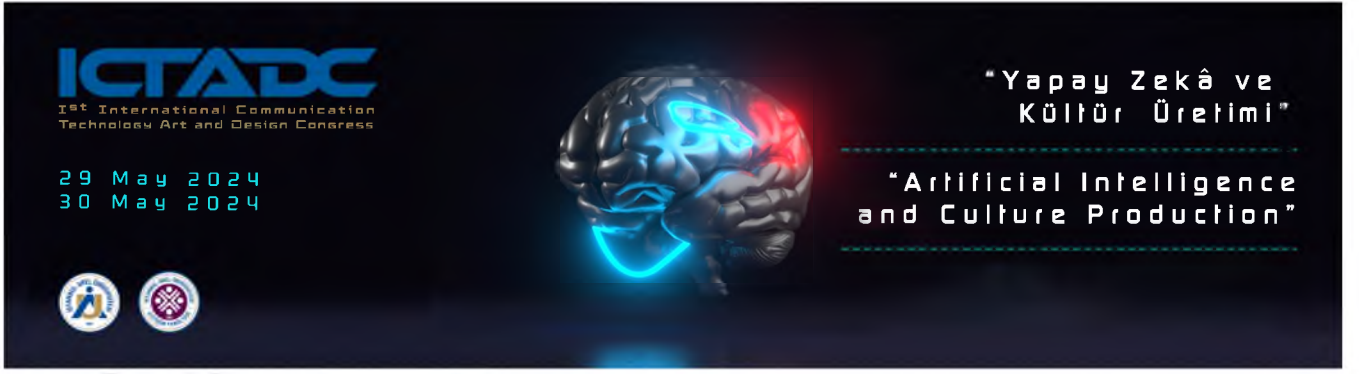 ICTADC
1st International Communication
Technology Art and Design Congress
29 May 2024
30 May 2024
“Yapay Zekâ ve
Kültür Üretimi”
“Artificial Intelligence
and Culture Production”